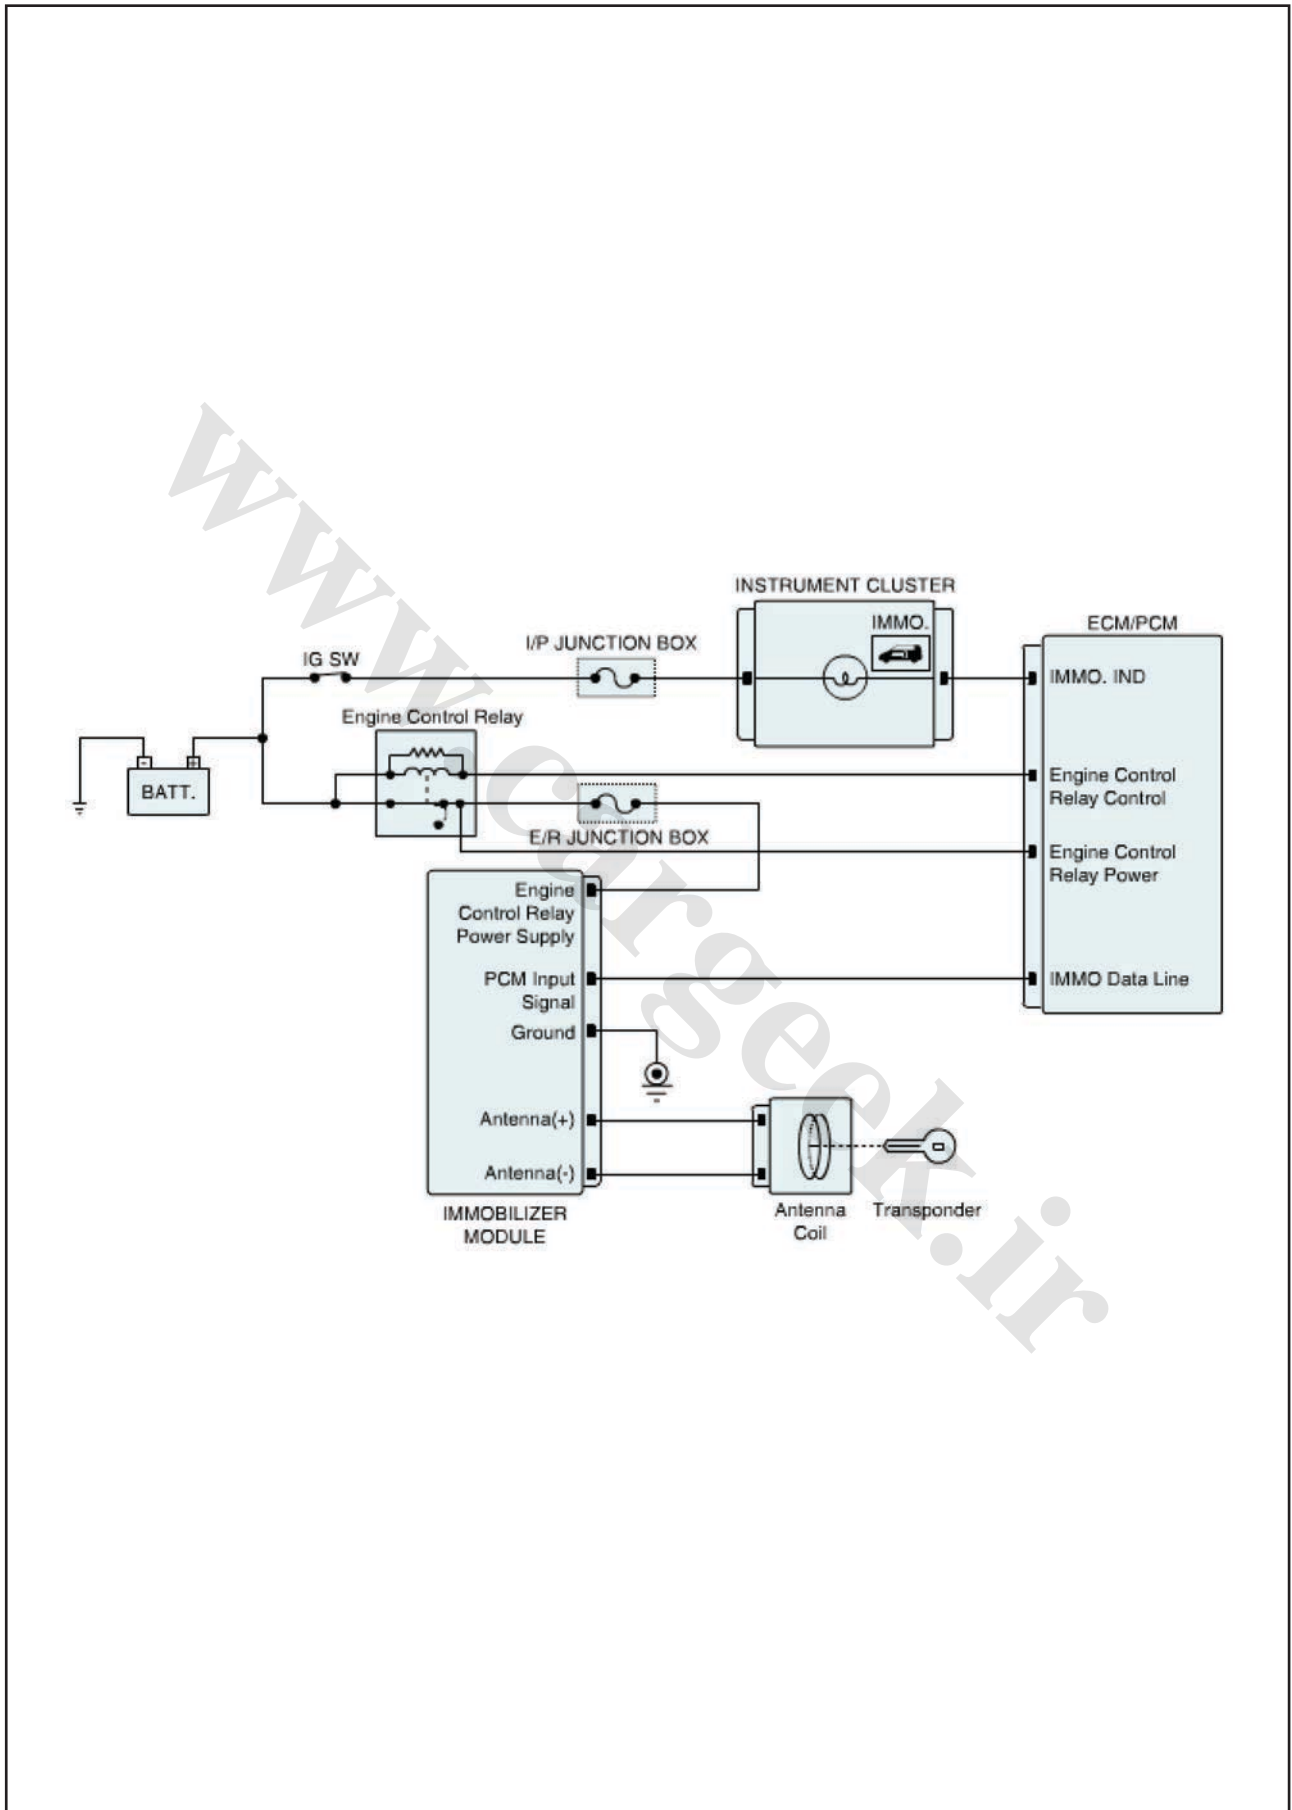 INSTRUMENT CLUSTER
IMMO.
ECM/PCM
I/P JUNCTION BOX
IG SW
IMMO. IND
Engine Control Relay
- +
BATT.
Engine Control
Relay Control
E/R JUNCTION BOX
Engine Control
Relay Power
Engine
Control Relay
Power Supply
PCM Input
Signal
IMMO Data Line
Ground
Antenna(+)
Antenna(-)
IMMOBILIZER
MODULE
Antenna
Coil
Transponder
www.cargeek.ir